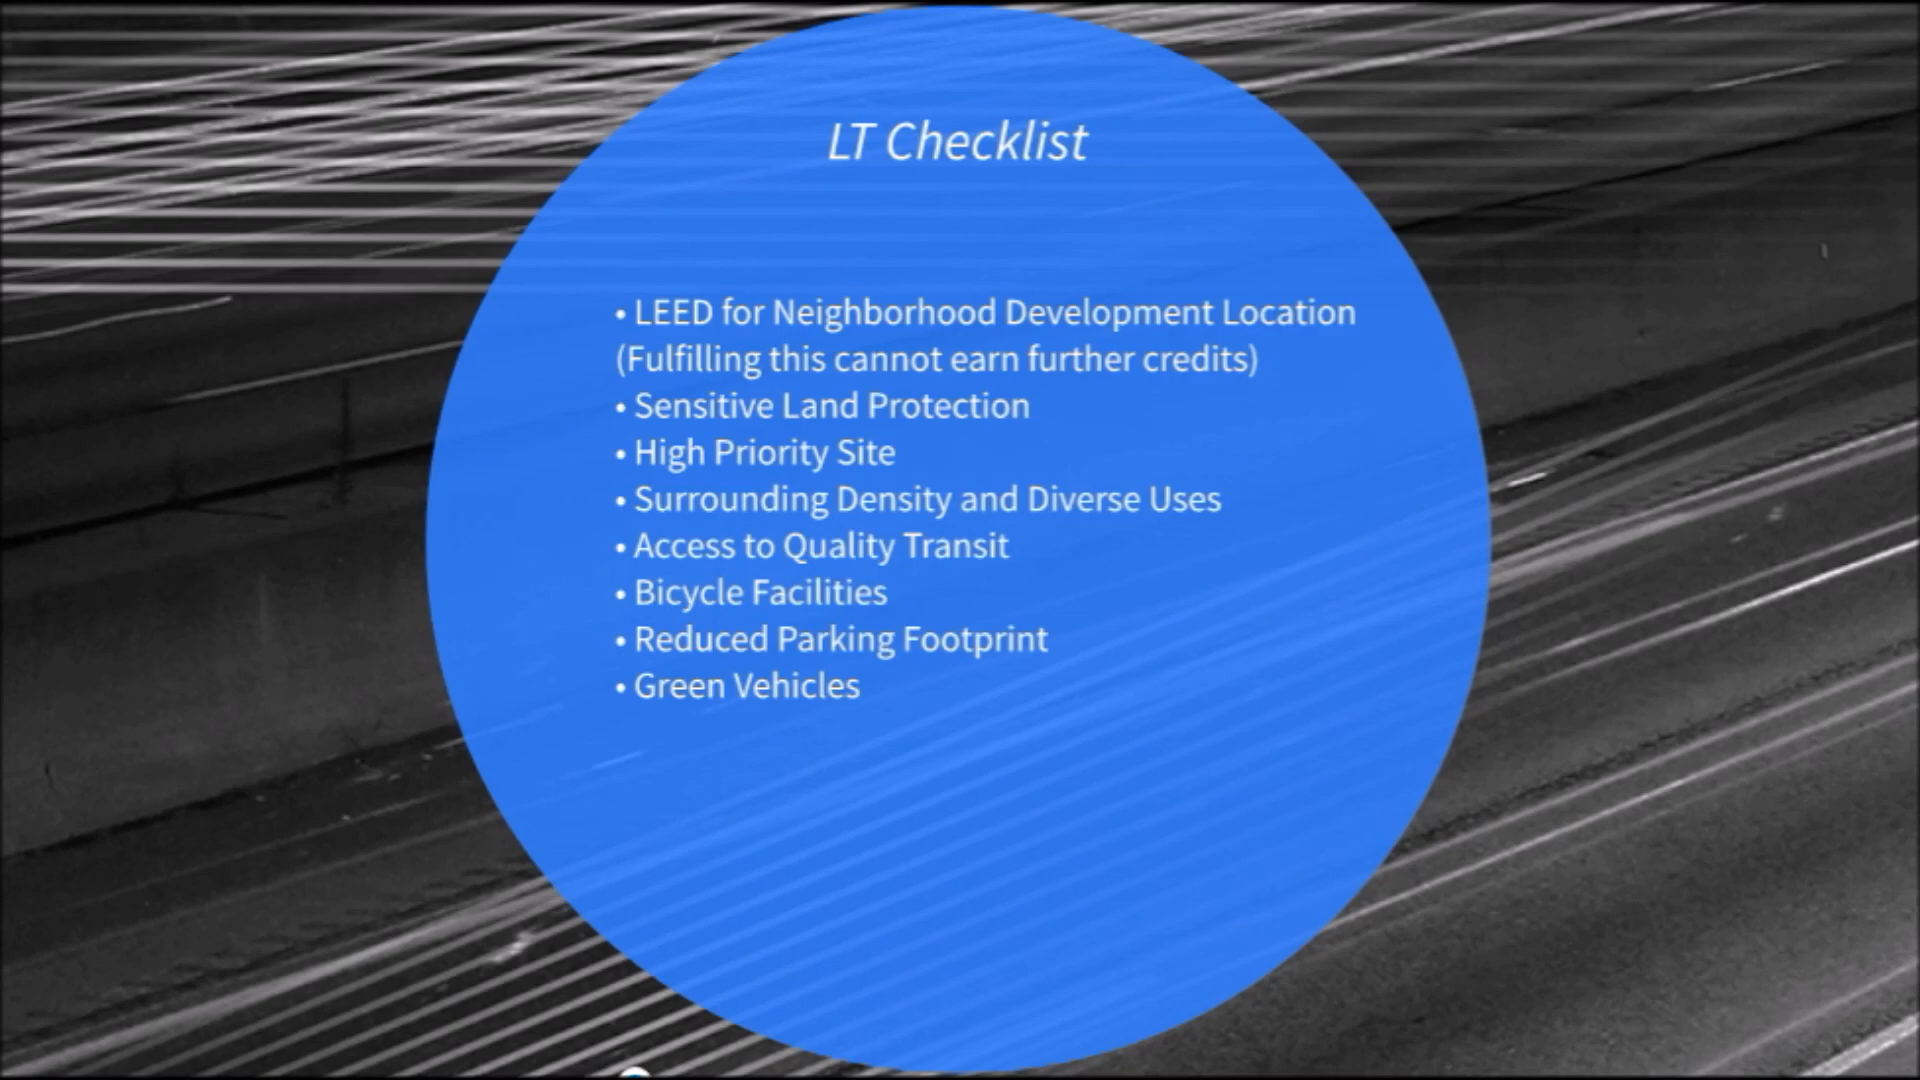 LT Checklist
• LEED for Neighborhood Development Location
(Fulfilling this cannot earn further credits)
• Sensitive Land Protection
• High Priority Site
• Surrounding Density and Diverse Uses
• Access to Quality Transit
• Bicycle Facilities
• Reduced Parking Footprint
• Green Vehicles